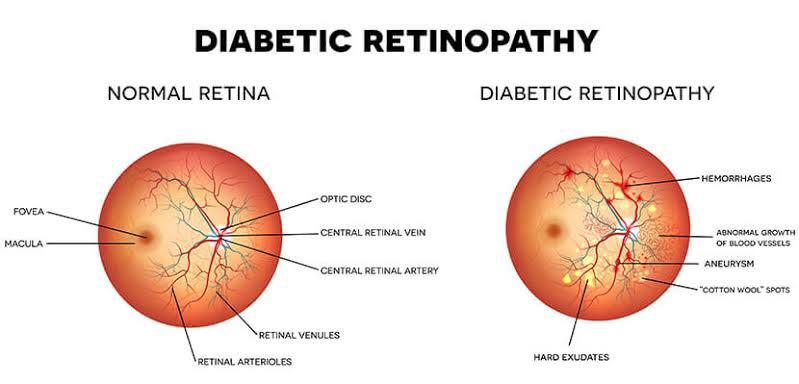 DIABETIC RETINOPATHY
NORMAL RETINA
FOVEA
MACULA
OPTIC DISC
CENTRAL RETINAL VEIN
CENTRAL RETINAL ARTERY
RETINAL VENULES
RETINAL ARTERIOLES
DIABETIC RETINOPATHY
HEMORRHAGES
ABNORMAL GROWTH
OF BLOOD VESSELS
ANEURYSM
"COTTON WOOL" SPOTS
HARD EXUDATES